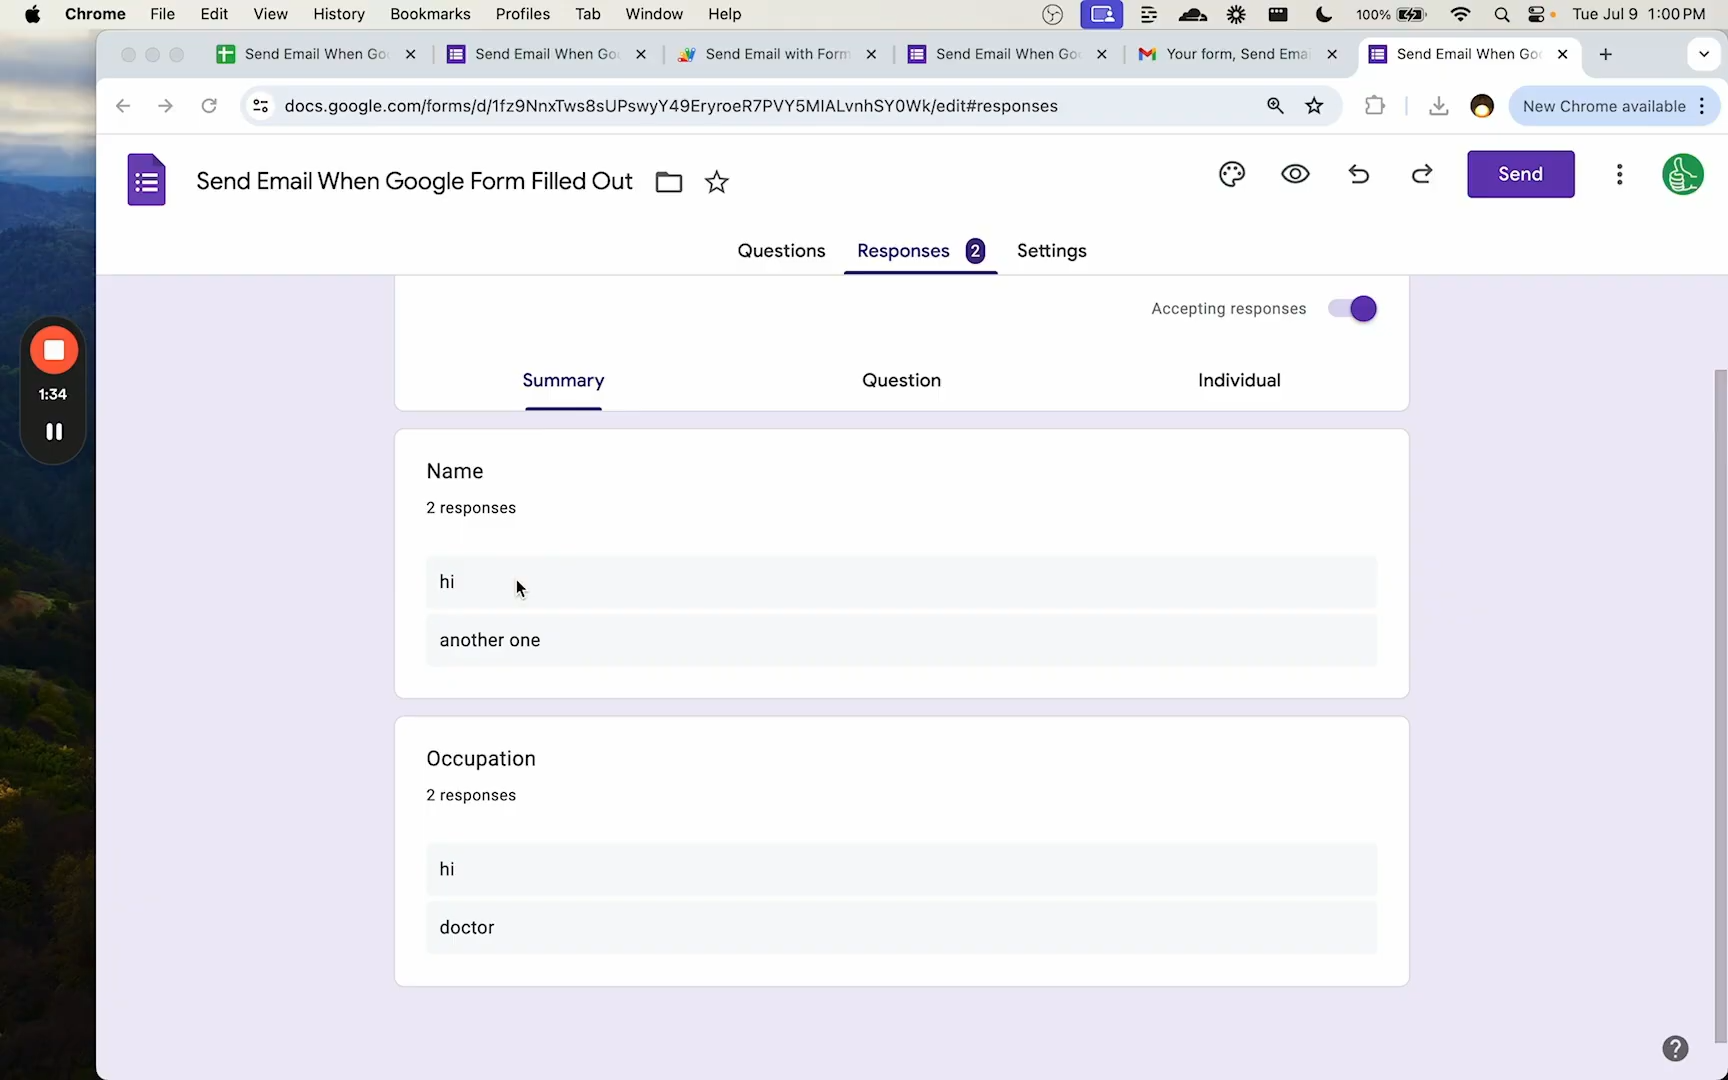 Chrome File Edit View History Bookmarks Profiles Tab Window Help 100% Tue Jul 9 1:00 PM
Send Email When Goo Send Email When Go Send Email with Form Send Email When Go Your form, Send Emai Send Email When Go
docs.google.com/forms/d/1fz9NnxTws8sUPswyY49EryroeR7PVY5MIALvnhSY0Wk/edit#responses New Chrome available
Send Email When Google Form Filled Out Send
Questions Responses 2 Settings
Accepting responses
Summary Question Individual
1:34
Name
2 responses
hi
another one
Occupation
2 responses
hi
doctor